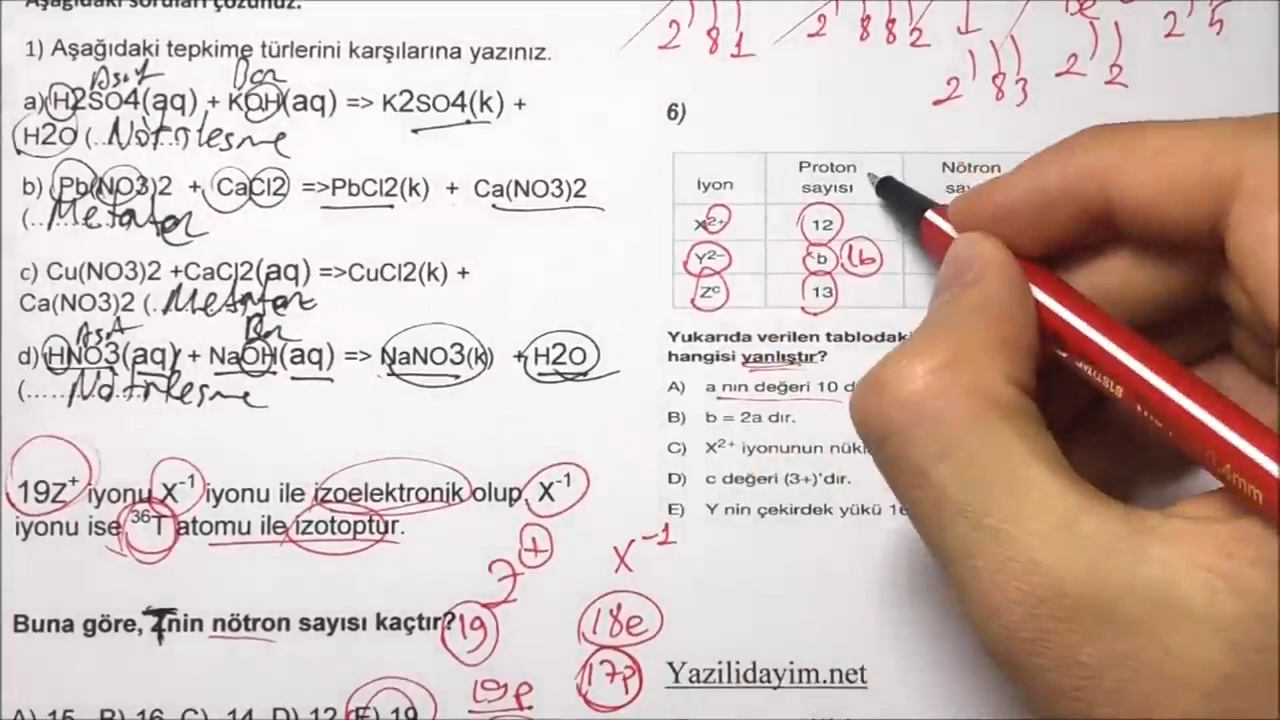 Aşağıdaki soruları çözünüz.
1) Aşağıdaki tepkime türlerini karşılarına yazınız.
Asit Baz
a) H2SO4(aq) + KOH(aq) => K2SO4(k) +
H2O (..Nötrleşme
b) Pb(NO3)2 + CaCl2 =>PbCl2(k) + Ca(NO3)2
(......
c) Cu(NO3)2 +CaCl2(aq) =>CuCl2(k) +
Ca(NO3)2 (..
Asit Baz
d) HNO3(aq) + NaOH(aq) => NaNO3(k) + H2O
(.....Nötrleşme
19Z+ iyonu X-1 iyonu ile izoelektronik olup, X-1
iyonu ise 36T atomu ile izotoptur.
Buna göre, T nin nötron sayısı kaçtır?
Z+ X-1
19 18e
19p 17p
A) 15 B) 16 C) 14 D) 12 E) 19
2 8 1 2 8 8 2 2 5
2 8 3 2 2
6)
İyon Proton sayısı Nötron
X2+ 12
Y2- b 16
Zc 13
Yukarıda verilen tablodaki
hangisi yanlıştır?
A) a nın değeri 10 d
B) b = 2a dır.
C) X2+ iyonunun nükl
D) c değeri (3+)'dır.
E) Y nin çekirdek yükü 16
Yazilidayim.net
0.4mm